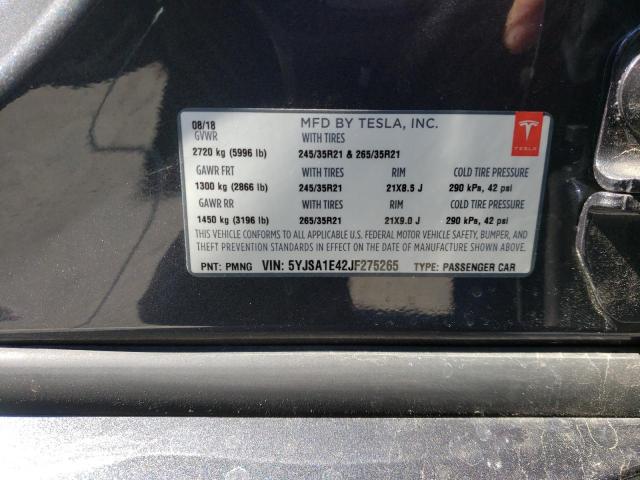 08/18 MFD BY TESLA, INC.
GVWR WITH TIRES
2720 kg (5996 lb) 245/35R21 & 265/35R21
TESLA
GAWR FRT WITH TIRES RIM COLD TIRE PRESSURE
1300 kg (2866 lb) 245/35R21 21X8.5 J 290 kPs, 42 psi
GAWR RR WITH TIRES RIM COLD TIRE PRESSURE
1450 kg (3196 lb) 265/35R21 21X9.0 J 290 kPs, 42 psi
THIS VEHICLE CONFORMS TO ALL APPLICABLE
U.S. FEDERAL MOTOR VEHICLE SAFETY, BUMPER, AND
THEFT PREVENTION STANDARDS IN EFFECT ON THE DATE OF MANUFACTURE SHOWN ABOVE.
PNT: PMNG VIN: 5YJSA1E42JF275265 TYPE: PASSENGER CAR